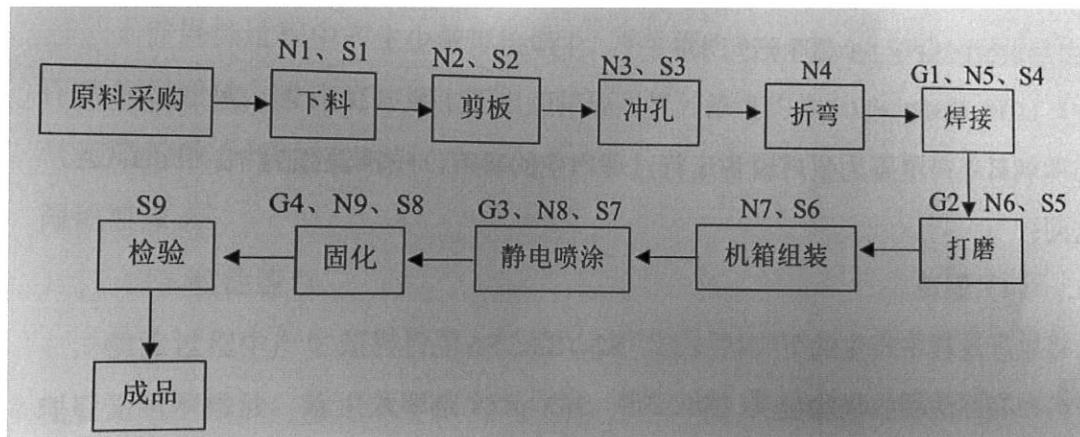 N1、S1
N2、S2
N3、S3
N4
G1、N5、S4
原料采购
下料
剪板
冲孔
折弯
焊接
S9
G4、N9、S8
G3、N8、S7
N7、S6
G2、N6、S5
检验
固化
静电喷涂
机箱组装
打磨
成品